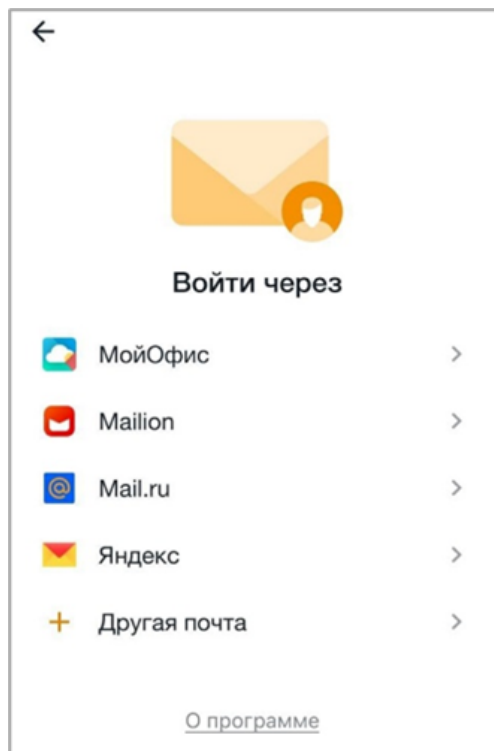 Войти через
МойОфис
Mailion
Mail.ru
Яндекс
Другая почта
О программе